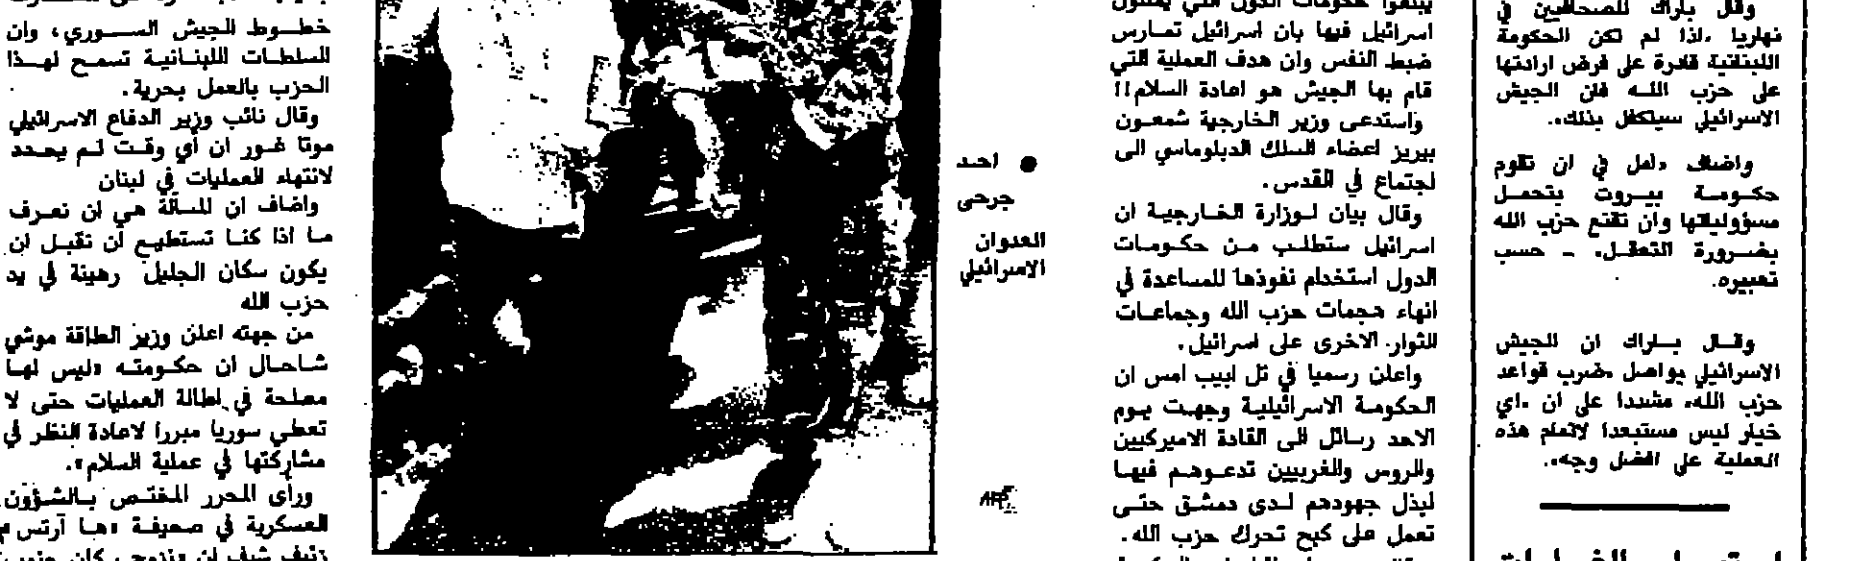 وقال باراك للصحافيين في
نهاريا ،اذا لم تكن الحكومة
اللبنانية قادرة على فرض ارادتها
على حزب الله فان الجيش
الاسرائيلي سيتكفل بذلك،.
واضاف ،امل في ان تقوم
حكومة بيروت بتحمل
مسؤولياتها وان تقنع حزب الله
بضرورة التعقل، - حسب
تعبيره.
وقال باراك ان الجيش
الاسرائيلي يواصل ،ضرب قواعد
حزب الله، مشددا على ان ،اي
خيار ليس مستبعدا لاتمام هذه
العملية على افضل وجه،.
يبلغوا حكومات الدول التي يمثلون
اسرائيل فيها بان اسرائيل تمارس
ضبط النفس وان هدف العملية التي
قام بها الجيش هو اعادة السلام!!
واستدعى وزير الخارجية شمعون
بيريز اعضاء السلك الدبلوماسي الى
اجتماع في القدس.
وقال بيان لوزارة الخارجية ان
اسرائيل ستطلب من حكومات
الدول استخدام نفوذها للمساعدة في
انهاء هجمات حزب الله وجماعات
الثوار الاخرى على اسرائيل.
واعلن رسميا في تل ابيب امس ان
الحكومة الاسرائيلية وجهت يوم
الاحد رسائل الى القادة الاميركيين
والروس والغربيين تدعوهم فيها
لبذل جهودهم لدى دمشق حتى
تعمل على كبح تحرك حزب الله.
● احد
جرحى
العدوان
الاسرائيلي
خطوط الجيش السوري، وان
السلطات اللبنانية تسمح لهذا
الحزب بالعمل بحرية.
وقال نائب وزير الدفاع الاسرائيلي
موتا غور ان أي وقت لم يحدد
لانتهاء العمليات في لبنان
واضاف ان المسألة هي ان نعرف
ما اذا كنا نستطيع أن نقبل ان
يكون سكان الجليل رهينة في يد
حزب الله
من جهته اعلن وزير الطاقة موشي
شاحال ان حكومته «ليس لها
مصلحة في اطالة العمليات حتى لا
تعطي سوريا مبررا لاعادة النظر في
مشاركتها في عملية السلام».
ورأى المحرر المختص بالشؤون
العسكرية في صحيفة «هآ آرتس»